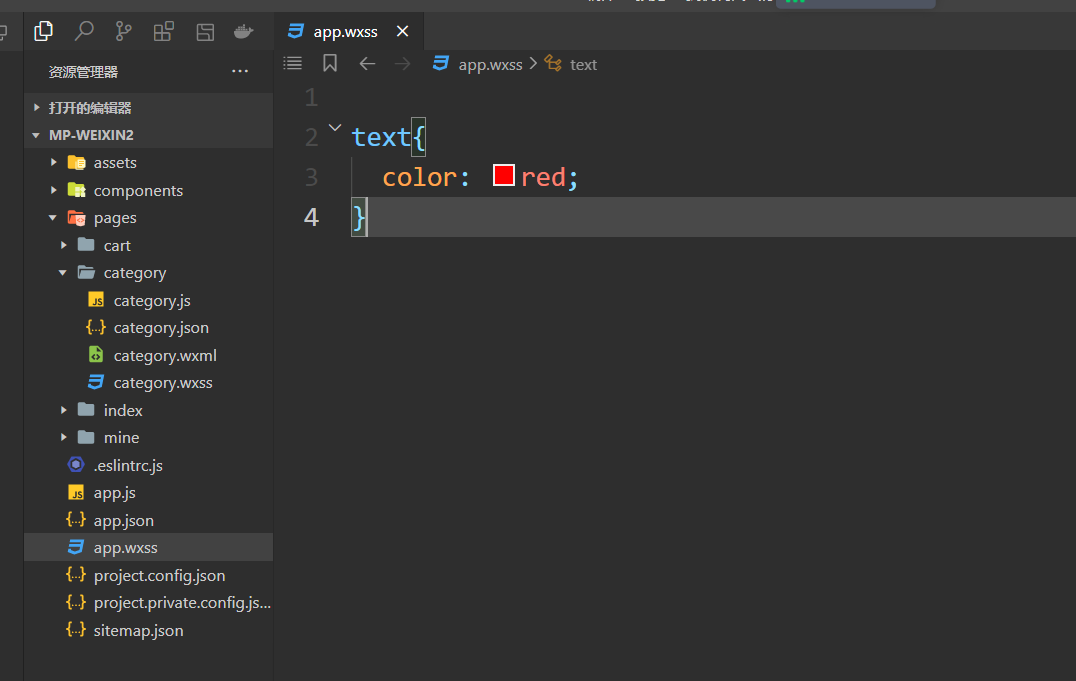 app.wxss
资源管理器
app.wxss > text
打开的编辑器
MP-WEIXIN2
assets
components
pages
cart
category
category.js
category.json
category.wxml
category.wxss
index
mine
.eslintrc.js
app.js
app.json
app.wxss
project.config.json
project.private.config.js...
sitemap.json
1
2 text{
3 color: red;
4 }